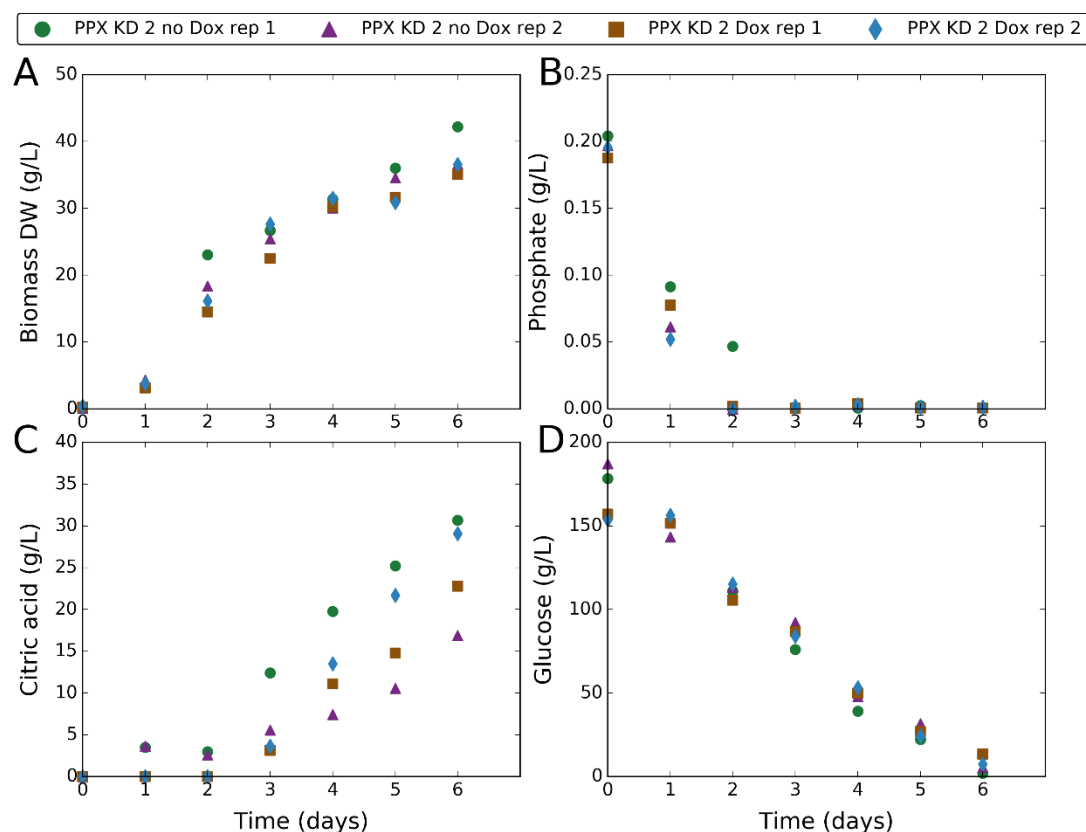 PPX KD 2 no Dox rep 1 PPX KD 2 no Dox rep 2 PPX KD 2 Dox rep 1 PPX KD 2 Dox rep 2
A
Biomass DW (g/L)
50
40
30
20
10
0
0 1 2 3 4 5 6
B
Phosphate (g/L)
0.25
0.20
0.15
0.10
0.05
0.00
0 1 2 3 4 5 6
C
Citric acid (g/L)
40
35
30
25
20
15
10
5
0
0 1 2 3 4 5 6
Time (days)
D
Glucose (g/L)
200
150
100
50
0
0 1 2 3 4 5 6
Time (days)